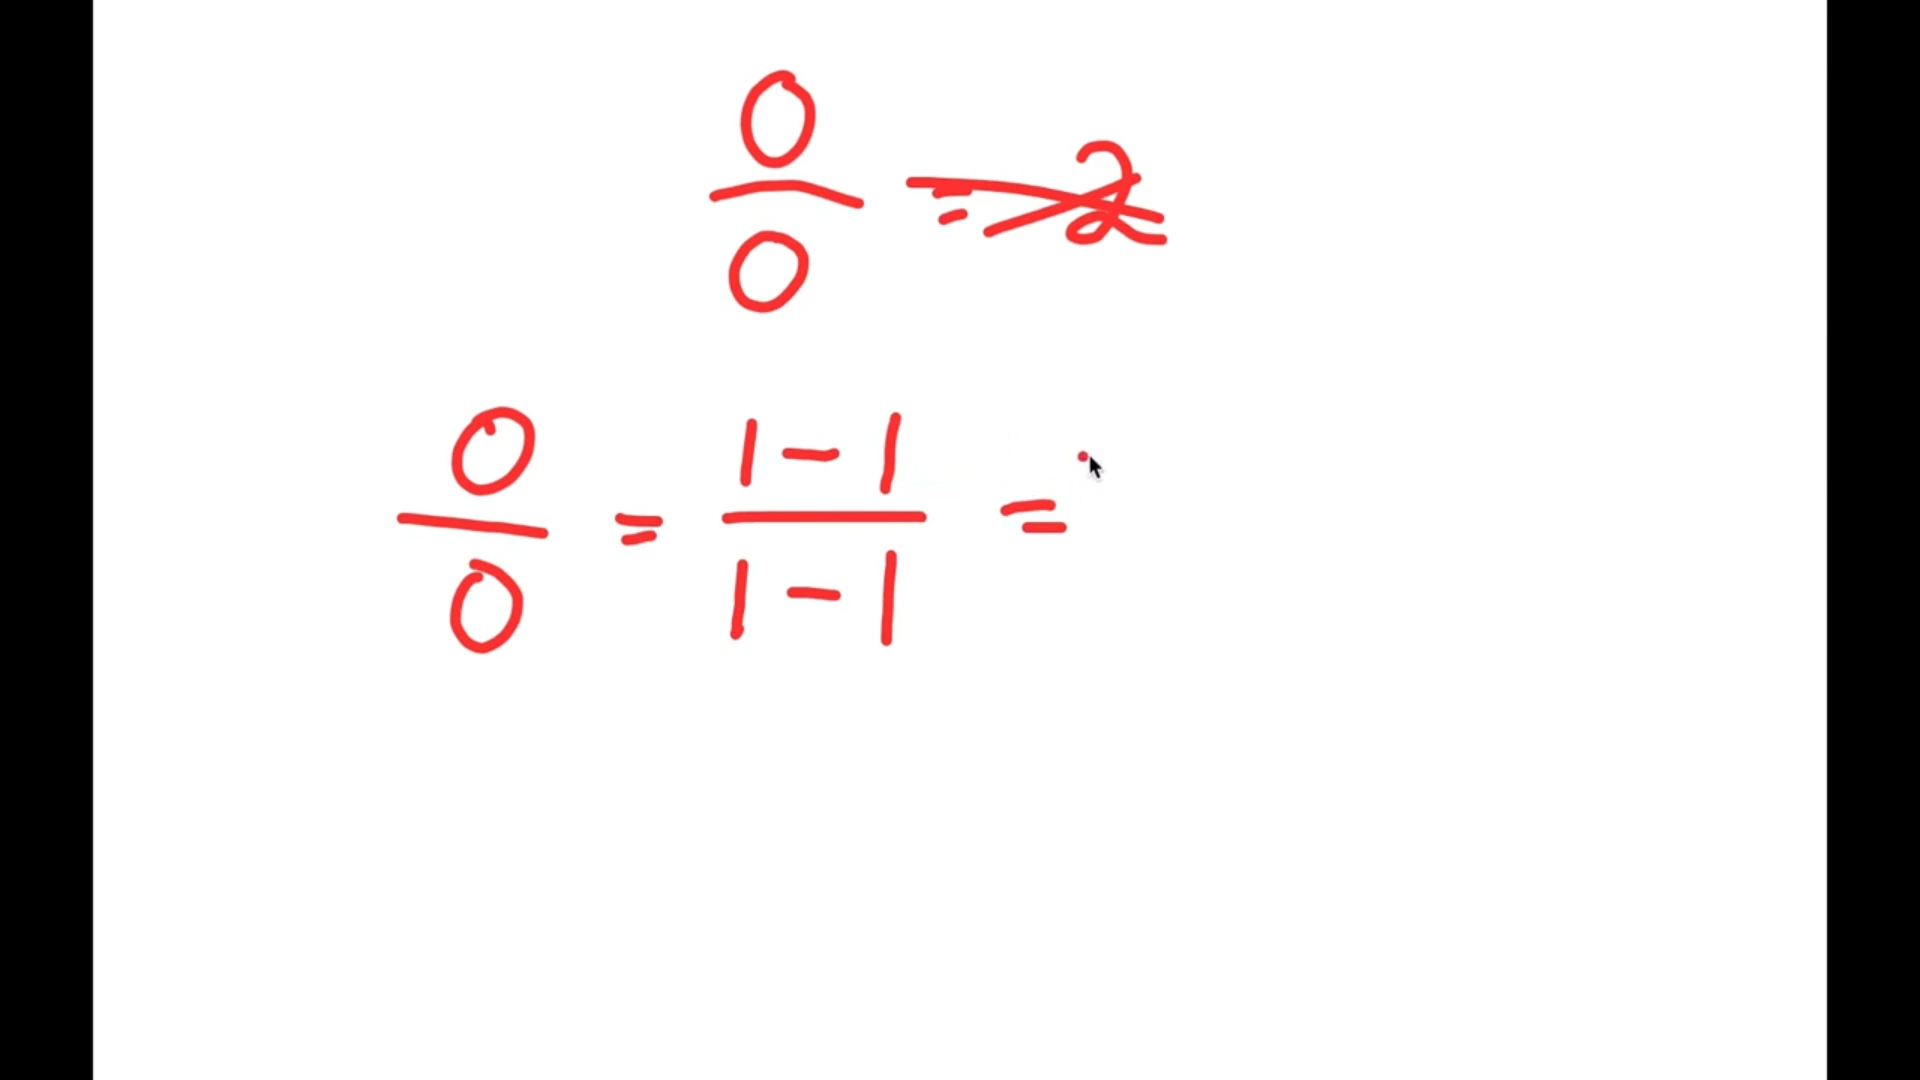 0/0 = 2
0/0 = 1-1/1-1 =